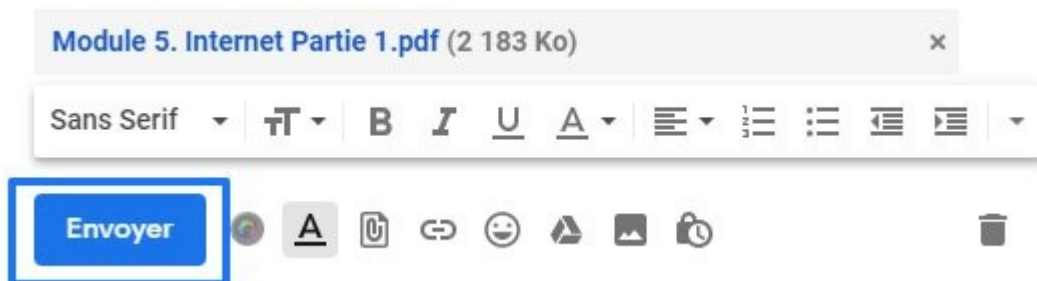 Module 5. Internet Partie 1.pdf (2 183 Ko)
Sans Serif
Envoyer